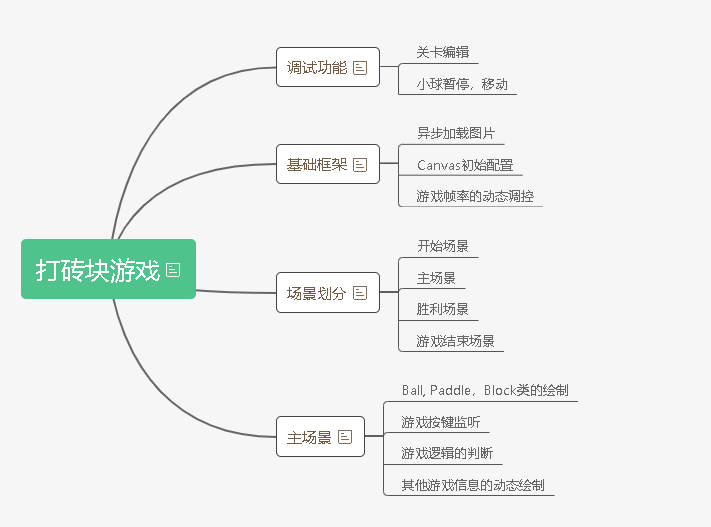 打砖块游戏
调试功能
关卡编辑
小球暂停，移动
基础框架
异步加载图片
Canvas初始配置
游戏帧率的动态调控
场景划分
开始场景
主场景
胜利场景
游戏结束场景
主场景
Ball, Paddle，Block类的绘制
游戏按键监听
游戏逻辑的判断
其他游戏信息的动态绘制